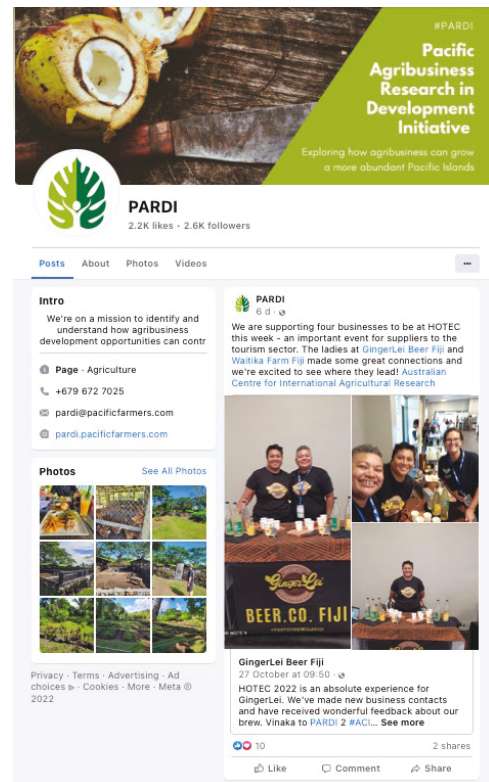 #PARDI
Pacific
Agribusiness
Research in
Development
Initiative
Exploring how agribusiness can grow
a more abundant Pacific Islands
PARDI
2.2K likes • 2.6K followers
Posts About Photos Videos
Intro
We're on a mission to identify and
understand how agribusiness
development opportunities can contr
Page · Agriculture
+679 672 7025
pardi@pacificfarmers.com
pardi.pacificfarmers.com
Photos See All Photos
Privacy · Terms · Advertising · Ad
choices · Cookies · More · Meta ©
2022
PARDI
6 d ·
We are supporting four businesses to be at HOTEC
this week - an important event for suppliers to the
tourism sector. The ladies at GingerLei Beer Fiji and
Waitika Farm Fiji made some great connections and
we're excited to see where they lead! Australian
Centre for International Agricultural Research
GingerLei
BEER.CO. FIJI
GingerLei Beer Fiji
27 October at 09:50 ·
HOTEC 2022 is an absolute experience for
GingerLei. We've made new business contacts
and have received wonderful feedback about our
brew. Vinaka to PARDI 2 #ACI... See more
10 2 shares
Like Comment Share